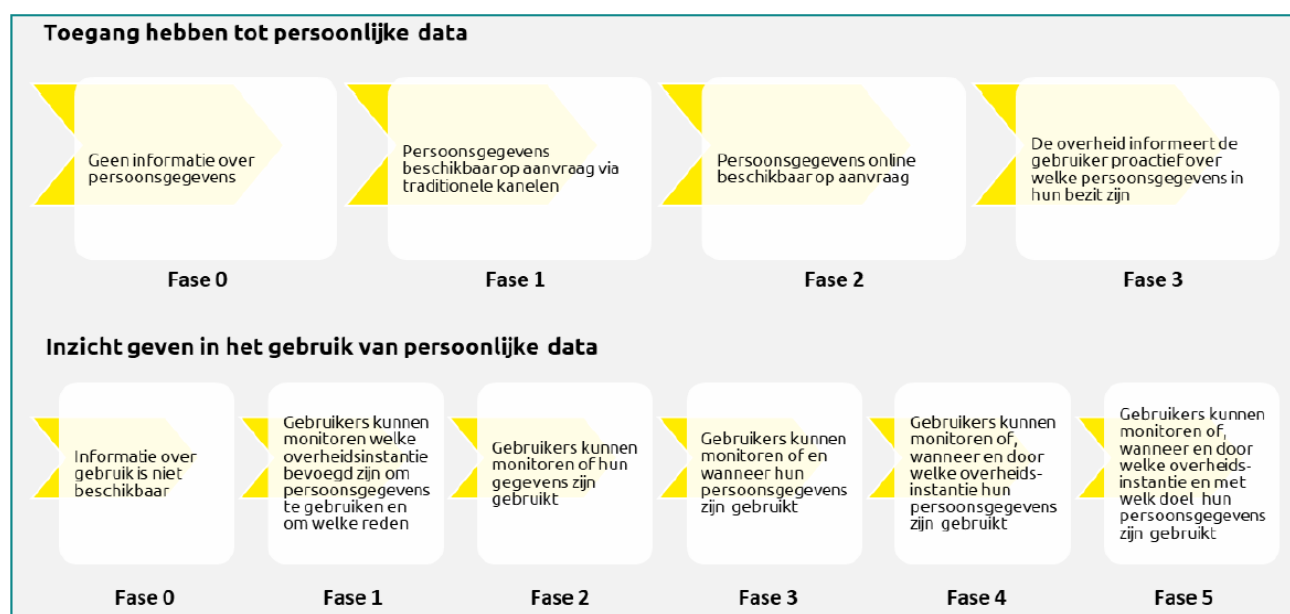 Toegang hebben tot persoonlijke data
Geen informatie over
persoonsgegevens
Persoonsgegevens
beschikbaar op aanvraag via
traditionele kanelen
Persoonsgegevens online
beschikbaar op aanvraag
De overheid informeert de
gebruiker proactief over
welke persoonsgegevens in
hun bezit zijn
Fase 0
Fase 1
Fase 2
Fase 3
Inzicht geven in het gebruik van persoonlijke data
Informatie over
gebruik is niet
beschikbaar
Gebruikers kunnen
monitoren welke
overheidsinstantie
bevoegd zijn om
persoonsgegevens
te gebruiken en
om welke reden
Gebruikers kunnen
monitoren of hun
gegevens zijn
gebruikt
Gebruikers kunnen
monitoren of en
wanneer hun
persoonsgegevens
zijn gebruikt
Gebruikers kunnen
monitoren of,
wanneer en door
welke overheids-
instantie hun
persoonsgegevens
zijn gebruikt
Gebruikers kunnen
monitoren of,
wanneer en door
welke overheids-
instantie en met
welk doel hun
persoonsgegevens
zijn gebruikt
Fase 0
Fase 1
Fase 2
Fase 3
Fase 4
Fase 5